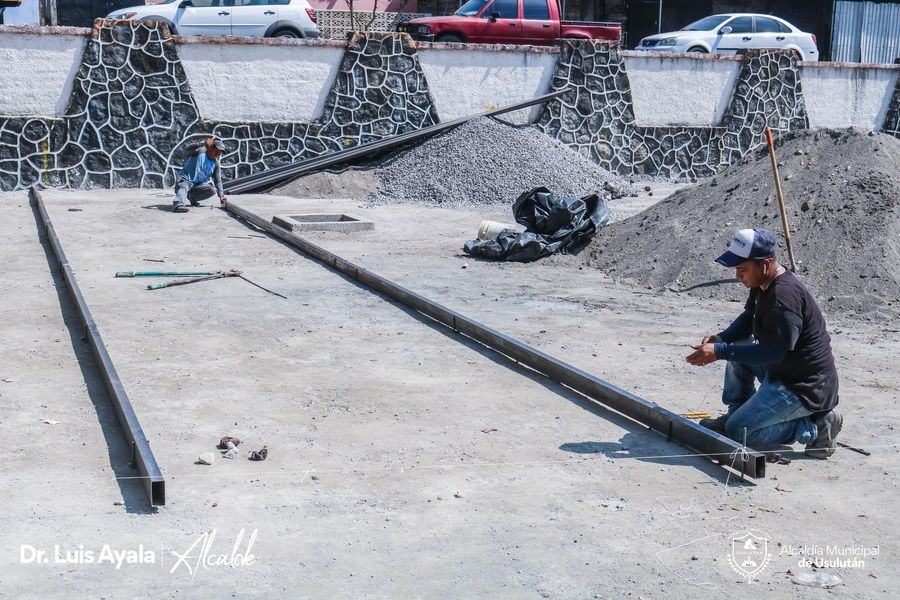 Dr. Luis Ayala | Alcalde
Alcaldía Municipal
de Usulután